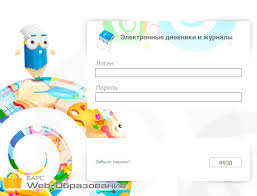 Электронные дневники и журналы
Логин
Пароль
Забыли пароль?
ВХОД
БАРС
Web-Образование